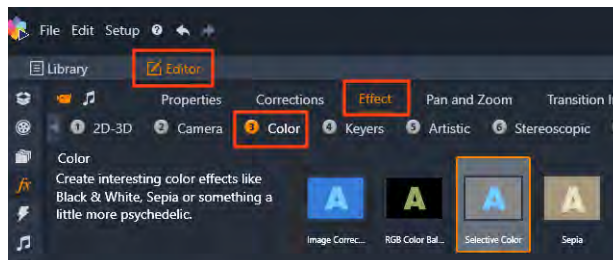 File Edit Setup ?
Library Editor
Properties Corrections Effect Pan and Zoom Transition I
1 2D-3D 2 Camera 3 Color 4 Keyers 5 Artistic 6 Stereoscopic
Color
Create interesting color effects like
Black & White, Sepia or something a
little more psychedelic.
fx
A A A A
Image Correc... RGB Color Bal... Selective Color Sepia